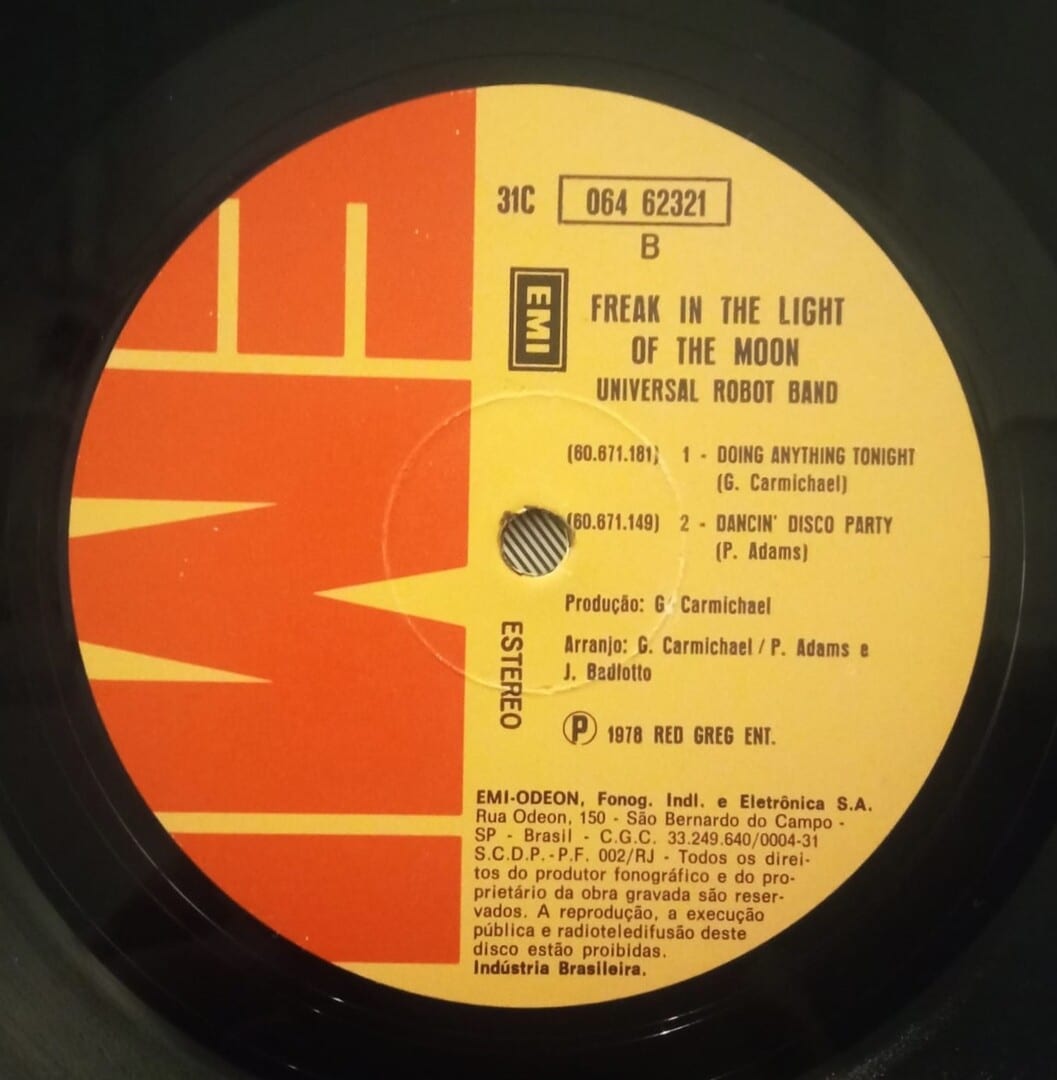 31C 064 62321
B
EMI
FREAK IN THE LIGHT
OF THE MOON
UNIVERSAL ROBOT BAND
(60.671.181) 1 - DOING ANYTHING TONIGHT
(G. Carmichael)
(60.671.149) 2 - DANCIN' DISCO PARTY
(P. Adams)
Produção: G. Carmichael
Arranjo: G. Carmichael / P. Adams e
J. Badlotto
ESTEREO
Ⓟ 1978 RED GREG ENT.
EMI-ODEON, Fonog. Indl. e Eletrônica S.A.
Rua Odeon, 150 - São Bernardo do Campo -
SP - Brasil - C.G.C. 33.249.640/0004-31
S.C.D.P. - P.F. 002/RJ - Todos os direi-
tos do produtor fonográfico e do pro-
prietário da obra gravada são reser-
vados. A reprodução, a execução
pública e radioteledifusão deste
disco estão proibidas.
Indústria Brasileira.
EMI